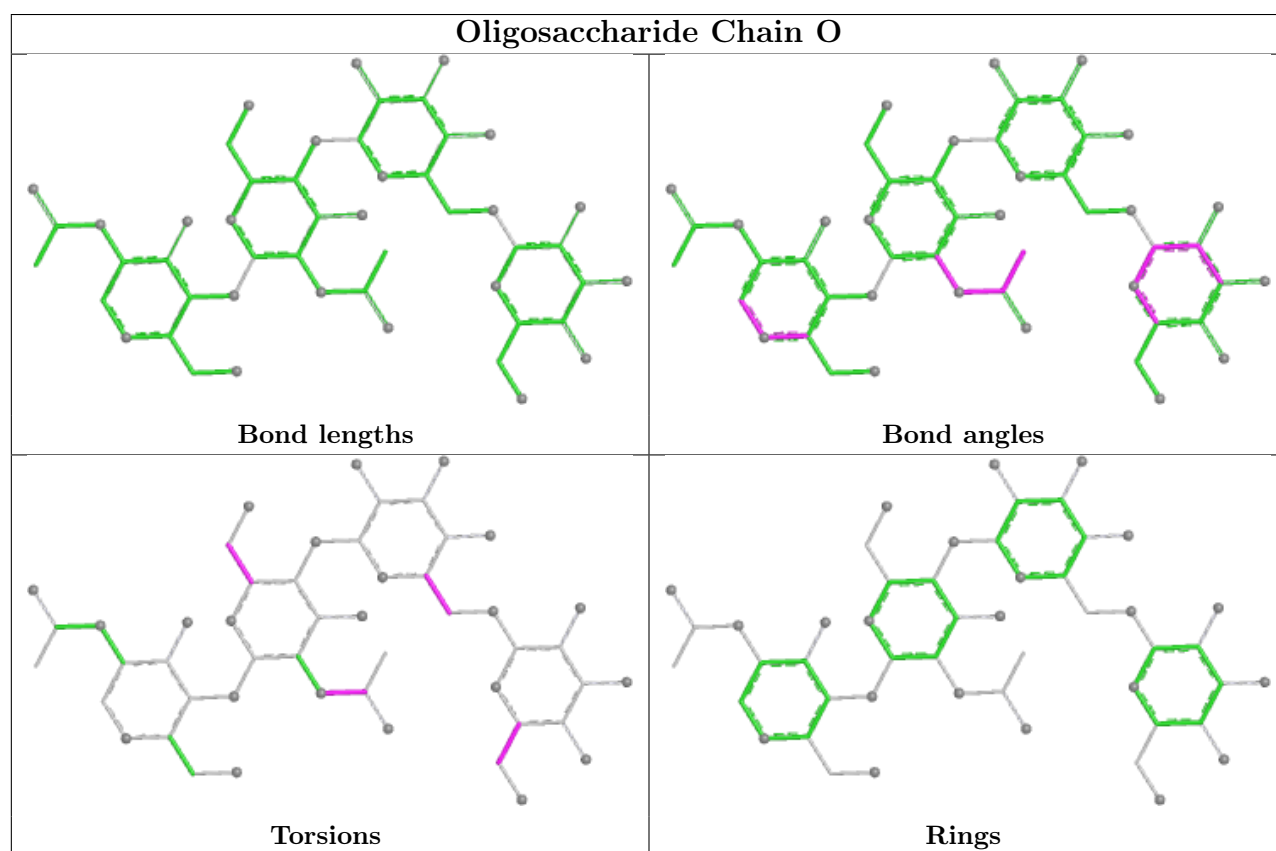 Oligosaccharide Chain O
Bond lengths
Bond angles
Torsions
Rings